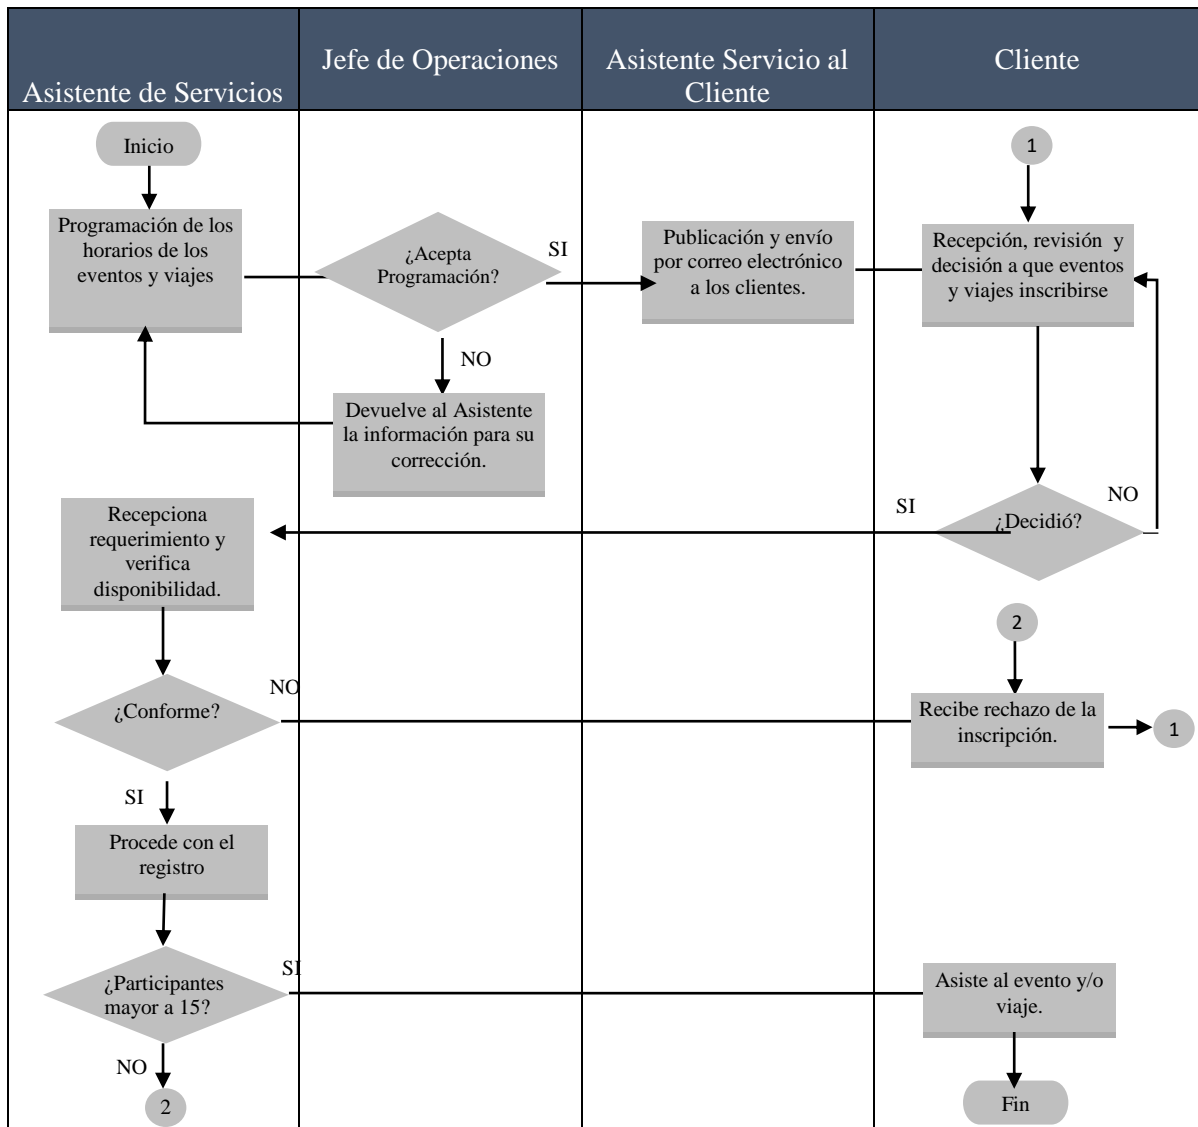 Asistente de Servicios
Jefe de Operaciones
Asistente Servicio al
Cliente
Cliente
Inicio
1
Programación de los
horarios de los
eventos y viajes
¿Acepta
Programación?
SI
Publicación y envío
por correo electrónico
a los clientes.
Recepción, revisión y
decisión a que eventos
y viajes inscribirse
NO
Devuelve al Asistente
la información para su
corrección.
Recepciona
requerimiento y
verifica
disponibilidad.
SI
¿Decidió?
NO
2
¿Conforme?
NO
Recibe rechazo de la
inscripción.
1
SI
Procede con el
registro
¿Participantes
mayor a 15?
SI
Asiste al evento y/o
viaje.
NO
2
Fin